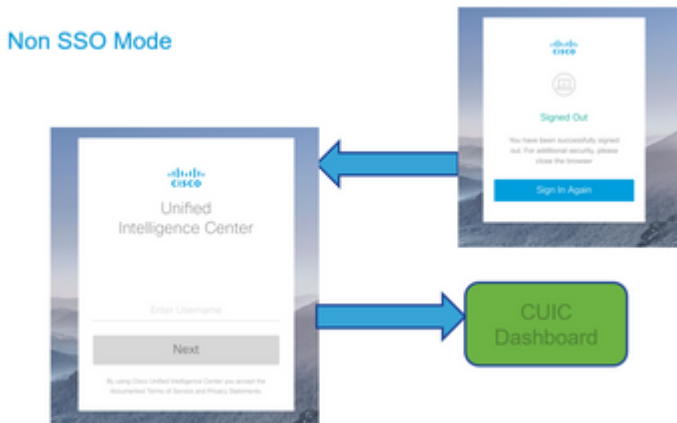 Non SSO Mode
CISCO
Signed Out
You have been successfully signed
out. For additional security, please
close the browser
Sign In Again
CISCO
Unified
Intelligence Center
Enter Username
Next
By using Cisco Unified Intelligence Center you accept the
documented Terms of Service and Privacy Statements.
CUIC
Dashboard